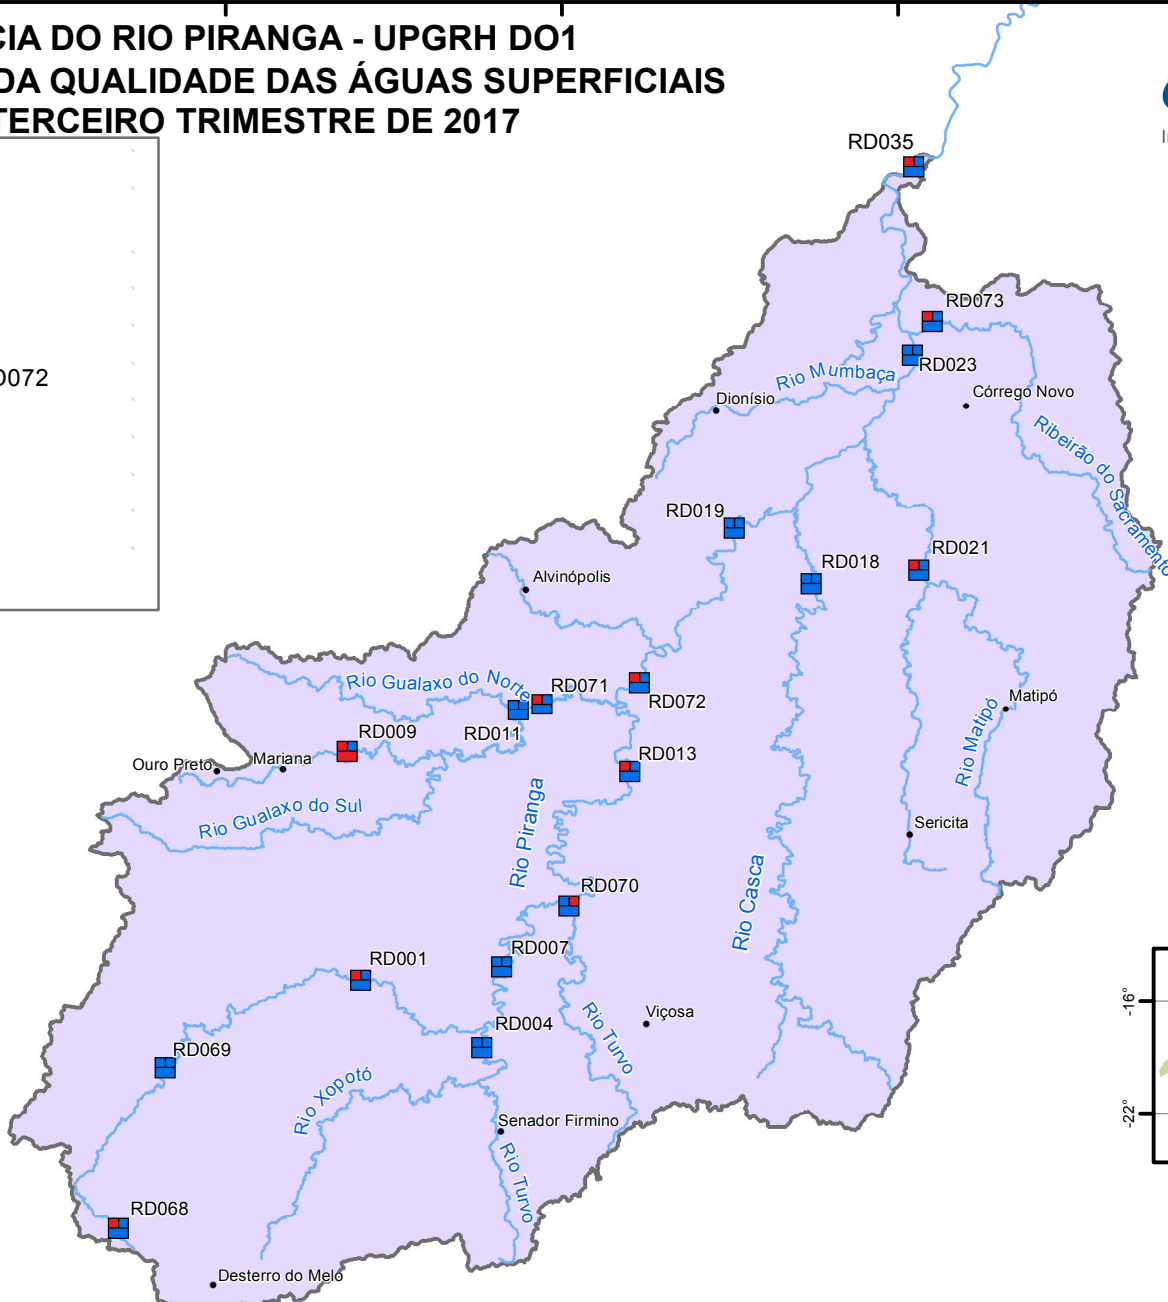 CIA DO RIO PIRANGA - UPGRH DO1
DA QUALIDADE DAS ÁGUAS SUPERFICIAIS
TERCEIRO TRIMESTRE DE 2017
RD035
RD073
D072
RD023
Rio Mumbaça
Dionísio
Córrego Novo
Ribeirão do Sacramento
RD019
RD018
RD021
Alvinópolis
Rio Gualaxo do Norte
RD071
RD072
Matipó
RD009
RD011
RD013
Ouro Preto
Mariana
Rio Matipó
Rio Gualaxo do Sul
Rio Piranga
Sericita
RD070
Rio Casca
RD007
RD001
-16°
Viçosa
RD004
Rio Turvo
RD069
Rio Xopotó
Senador Firmino
-22°
Rio Turvo
RD068
Desterro do Melo